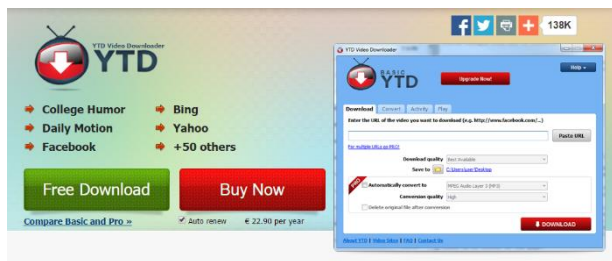 138K
YTD Video Downloader
YTD
College Humor
Bing
Daily Motion
Yahoo
Facebook
+50 others
Free Download
Buy Now
Compare Basic and Pro »
Auto renew
€ 22.90 per year
YTD Video Downloader
BASIC
YTD
Upgrade Now!
Help
Download Convert Activity Play
Enter the URL of the video you want to download (e.g. http://www.facebook.com/...)
Paste URL
Download quality
Best Available
Save to
PRO
Automatically convert to
MPEG Audio Layer 3 (MP3)
Conversion quality
High
Delete original file after conversion
DOWNLOAD
About YTD | Video Sites | FAQ | Contact Us